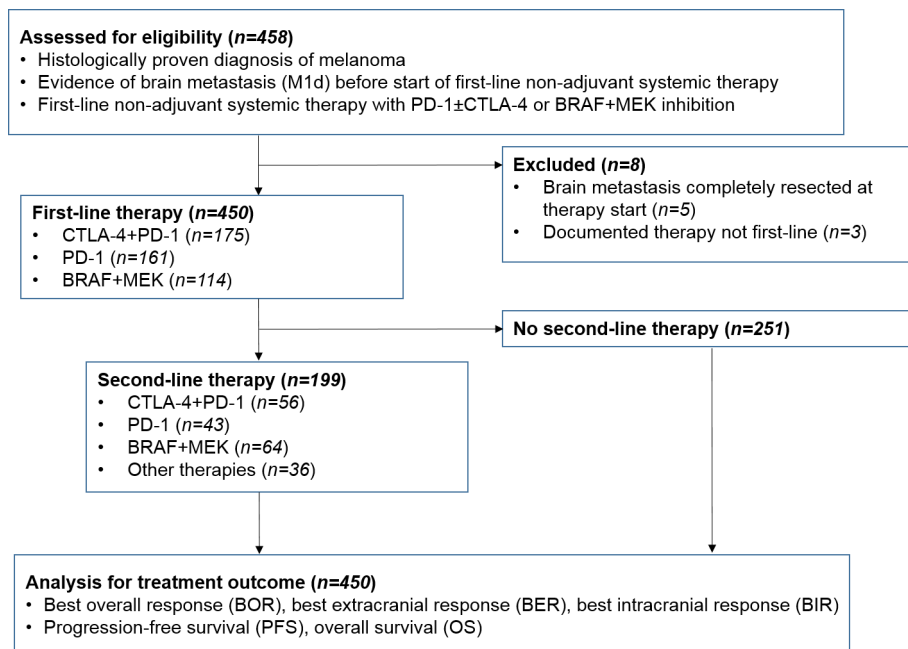 Assessed for eligibility (n=458)
• Histologically proven diagnosis of melanoma
• Evidence of brain metastasis (M1d) before start of first-line non-adjuvant systemic therapy
• First-line non-adjuvant systemic therapy with PD-1±CTLA-4 or BRAF+MEK inhibition
Excluded (n=8)
• Brain metastasis completely resected at
therapy start (n=5)
• Documented therapy not first-line (n=3)
First-line therapy (n=450)
• CTLA-4+PD-1 (n=175)
• PD-1 (n=161)
• BRAF+MEK (n=114)
No second-line therapy (n=251)
Second-line therapy (n=199)
• CTLA-4+PD-1 (n=56)
• PD-1 (n=43)
• BRAF+MEK (n=64)
• Other therapies (n=36)
Analysis for treatment outcome (n=450)
• Best overall response (BOR), best extracranial response (BER), best intracranial response (BIR)
• Progression-free survival (PFS), overall survival (OS)